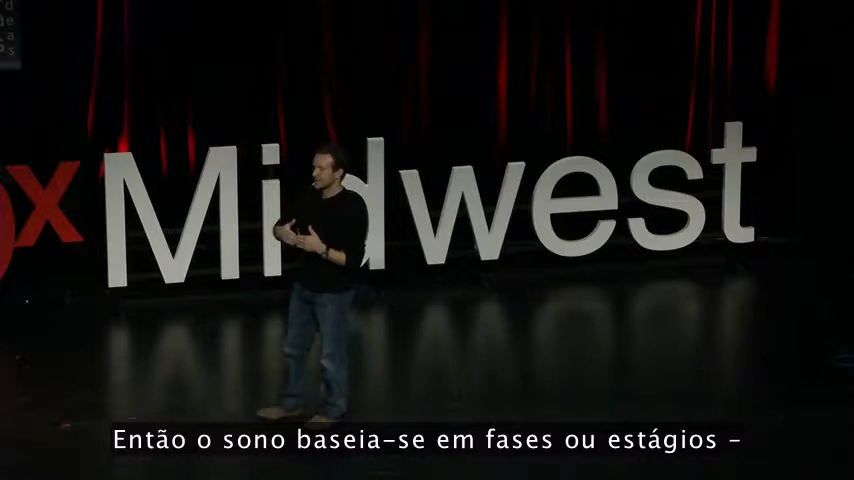 x Midwest
Então o sono baseia-se em fases ou estágios –